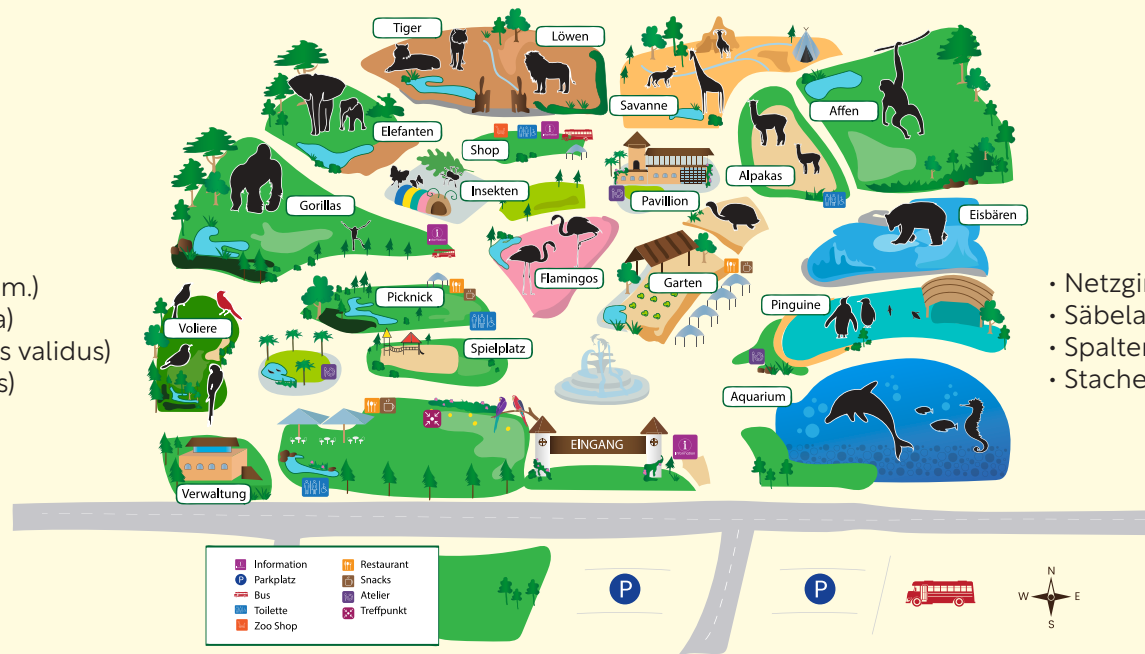 Tiger
Löwen
Savanne
Affen
Elefanten
Shop
Alpakas
Insekten
Pavillion
Gorillas
Eisbären
Flamingos
Garten
Picknick
Pinguine
Voliere
Spielplatz
Aquarium
EINGANG
Verwaltung
m.)
a)
s validus)
s)
• Netzgir
• Säbela
• Spalter
• Stache
Information
Parkplatz
Bus
Toilette
Zoo Shop
Restaurant
Snacks
Atelier
Treffpunkt
P
P
P
N
W
E
S